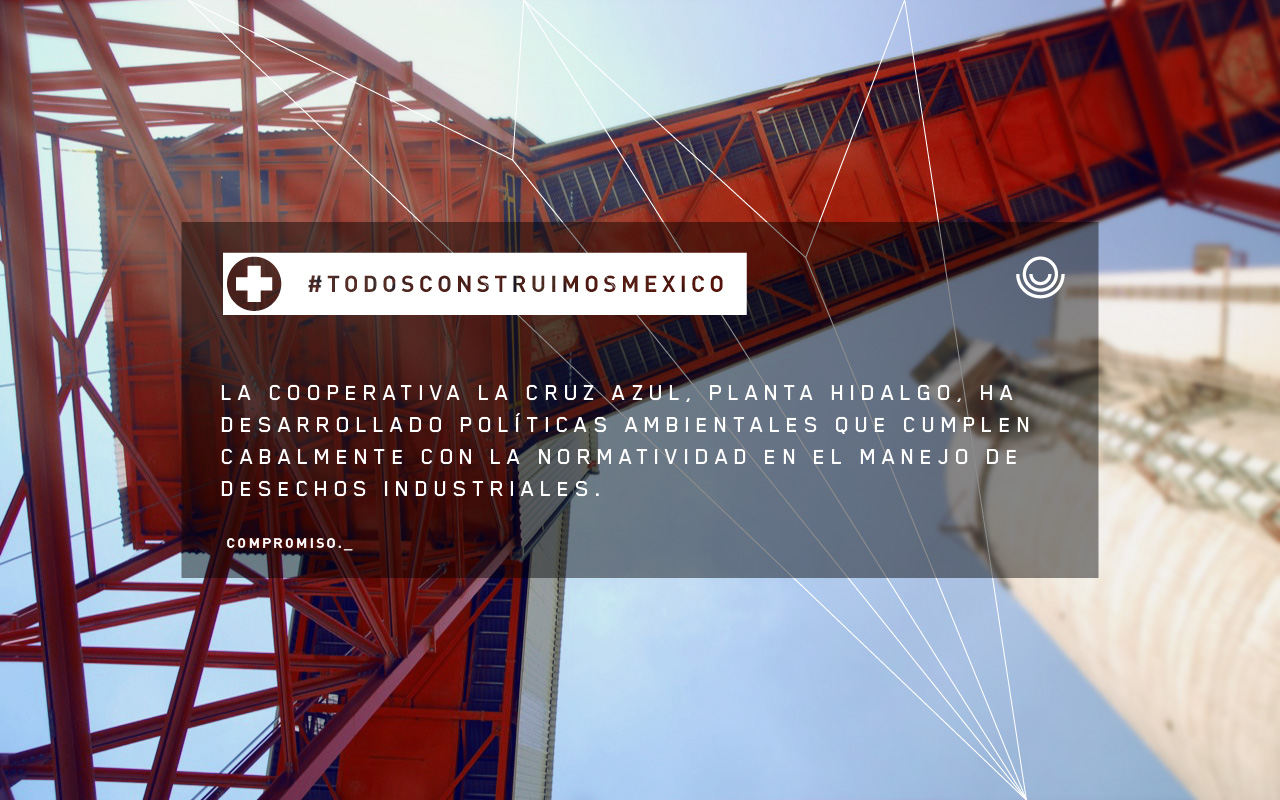 #TODOSCONSTRUIMOSMEXICO
LA COOPERATIVA LA CRUZ AZUL, PLANTA HIDALGO, HA
DESARROLLADO POLÍTICAS AMBIENTALES QUE CUMPLEN
CABALMENTE CON LA NORMATIVIDAD EN EL MANEJO DE
DESECHOS INDUSTRIALES.
COMPROMISO._